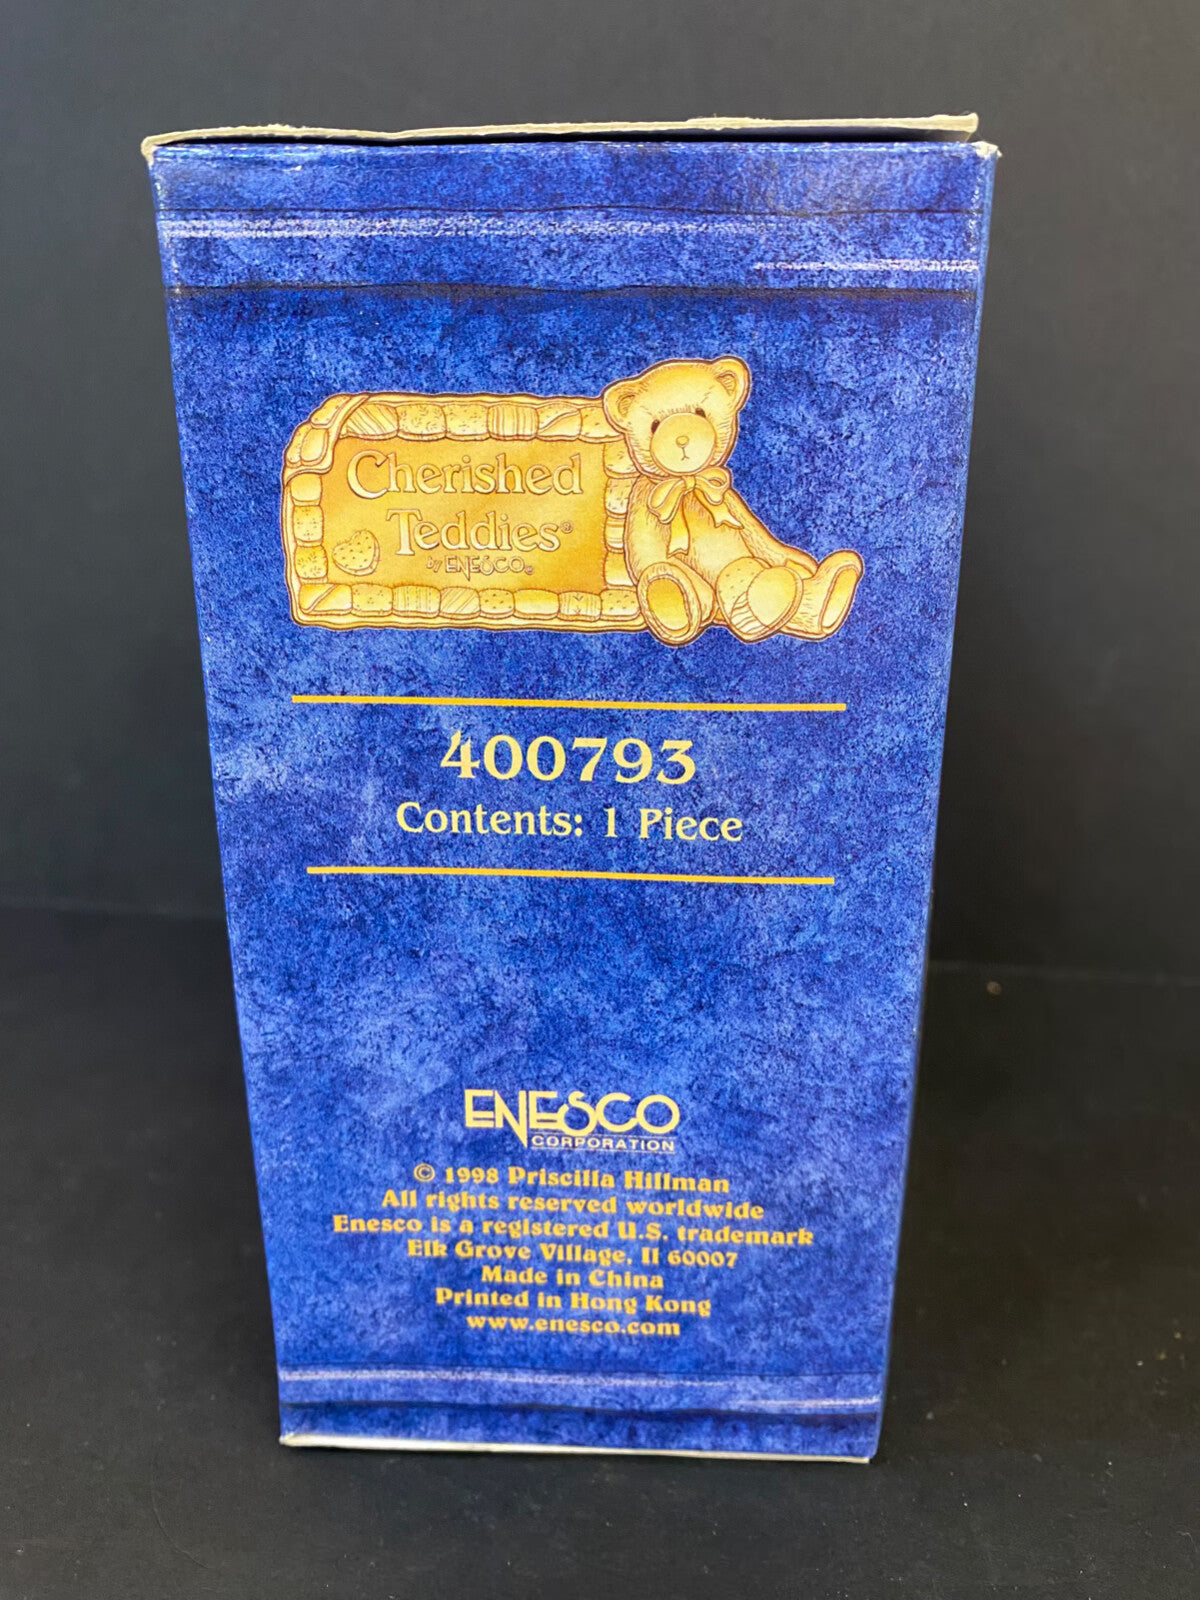 Cherished
Teddies®
by ENESCO®
400793
Contents: 1 Piece
ENESCO
CORPORATION
© 1998 Priscilla Hillman
All rights reserved worldwide
Enesco is a registered U.S. trademark
Elk Grove Village, Il 60007
Made in China
Printed in Hong Kong
www.enesco.com